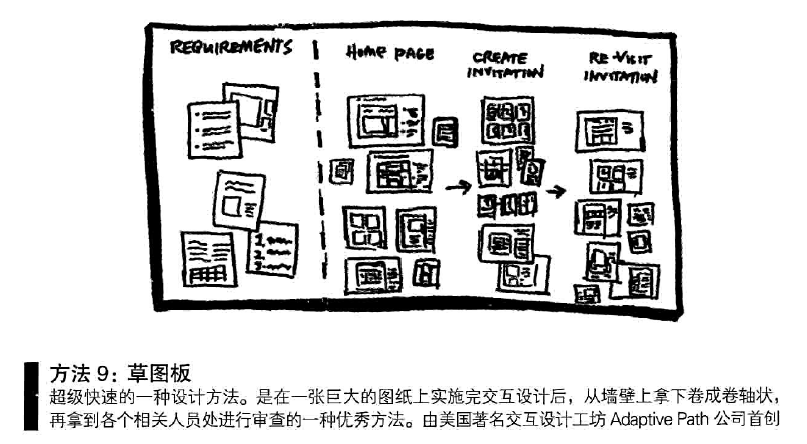 REQUIREMENTS
HOME PAGE
CREATE
INVITATION
RE-VISIT
INVITATION
1.
2.
3.
方法 9：草图板
超级快速的一种设计方法。是在一张巨大的图纸上实施完交互设计后，从墙壁上拿下卷成卷轴状，
再拿到各个相关人员处进行审查的一种优秀方法。由美国著名交互设计工坊 Adaptive Path 公司首创